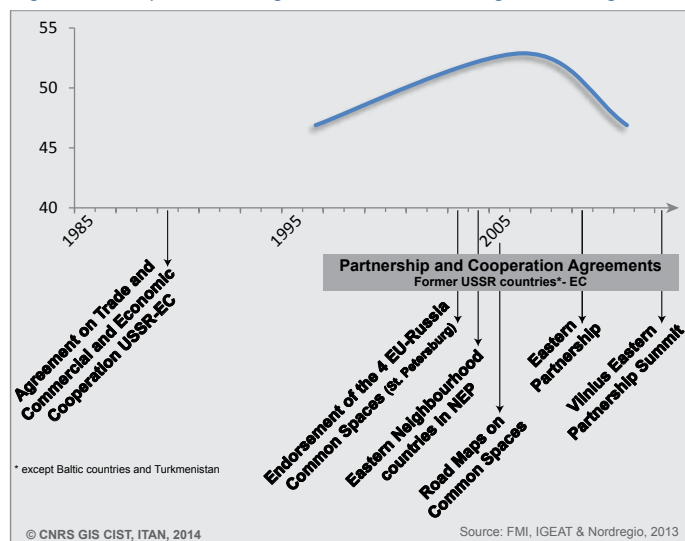 55
50
45
40
1985
1995
2005
Partnership and Cooperation Agreements
Former USSR countries*- EC
Agreement on Trade and
Commercial and Economic
Cooperation USSR-EC
Endorsement of the 4 EU-Russia
Common Spaces (St. Petersburg)
Eastern Neighbourhood
countries in NEP
Road Maps on
Common Spaces
Eastern
Partnership
Vilnius Eastern
Partnership Summit
* except Baltic countries and Turkmenistan
© CNRS GIS CIST, ITAN, 2014
Source: FMI, IGEAT & Nordregio, 2013